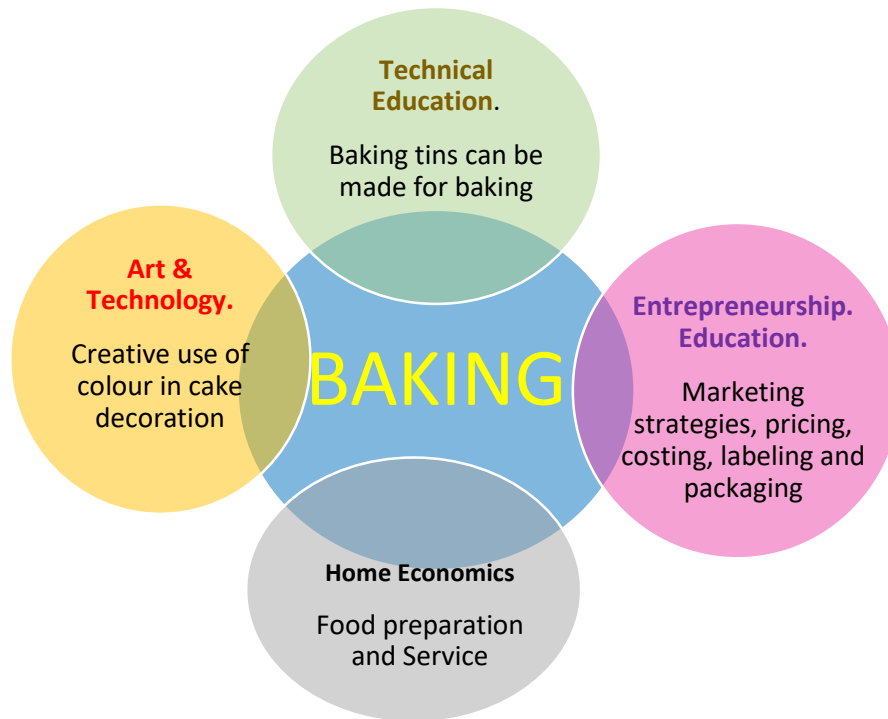 Technical
Education.
Baking tins can be
made for baking
Art &
Technology.
Creative use of
colour in cake
decoration
BAKING
Entrepreneurship.
Education.
Marketing
strategies, pricing,
costing, labeling and
packaging
Home Economics
Food preparation
and Service